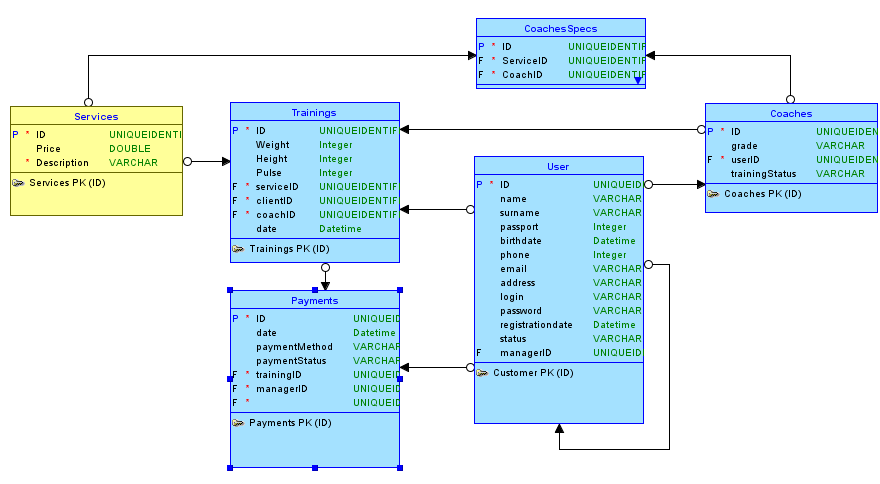 CoachesSpecs
P * ID UNIQUEIDENTIF
F * ServiceID UNIQUEIDENTIF
F * CoachID UNIQUEIDENTIF
Services
P * ID UNIQUEIDENTI
Price DOUBLE
* Description VARCHAR
Services PK (ID)
Trainings
P * ID UNIQUEIDENTIF
Weight Integer
Height Integer
Pulse Integer
F * serviceID UNIQUEIDENTIF
F * clientID UNIQUEIDENTIF
F * coachID UNIQUEIDENTIF
date Datetime
Trainings PK (ID)
Coaches
P * ID UNIQUEIDEN
grade VARCHAR
F * userID UNIQUEIDEN
trainingStatus VARCHAR
Coaches PK (ID)
User
P * ID UNIQUEID
name VARCHAR
surname VARCHAR
passport Integer
birthdate Datetime
phone Integer
email VARCHAR
address VARCHAR
login VARCHAR
password VARCHAR
registrationdate Datetime
status VARCHAR
F managerID UNIQUEID
Customer PK (ID)
Payments
P * ID UNIQUEID
date Datetime
paymentMethod VARCHAR
paymentStatus VARCHAR
F * trainingID UNIQUEID
F * managerID UNIQUEID
F * UNIQUEID
Payments PK (ID)